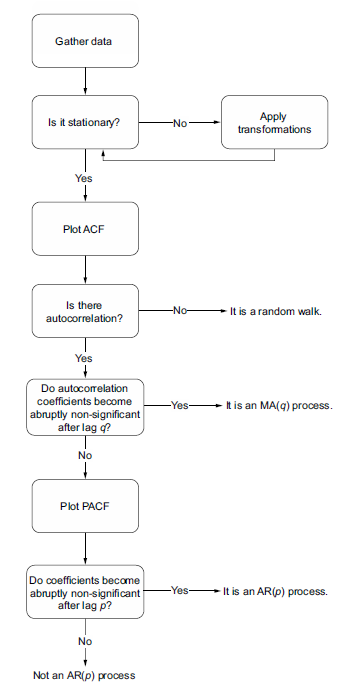 Gather data
Is it stationary?
No
Apply
transformations
Yes
Plot ACF
Is there
autocorrelation?
No
It is a random walk.
Yes
Do autocorrelation
coefficients become
abruptly non-significant
after lag q?
Yes
It is an MA(q) process.
No
Plot PACF
Do coefficients become
abruptly non-significant
after lag p?
Yes
It is an AR(p) process.
No
Not an AR(p) process